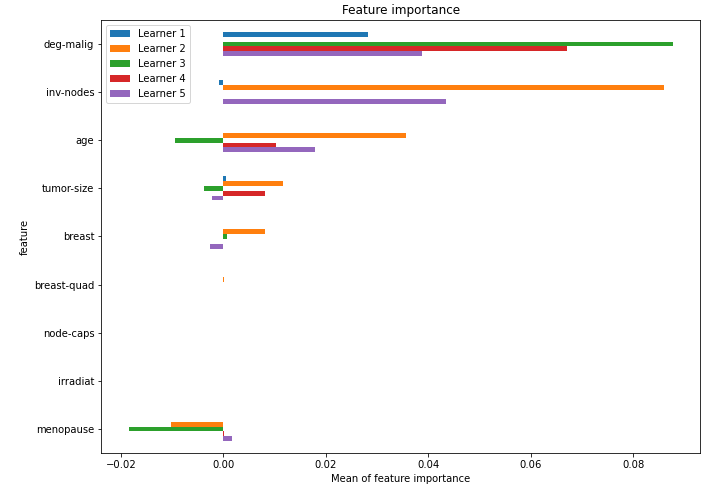 Feature importance
Learner 1
Learner 2
Learner 3
Learner 4
Learner 5
deg-malig
inv-nodes
age
tumor-size
breast
breast-quad
node-caps
irradiat
menopause
feature
−0.02 0.00 0.02 0.04 0.06 0.08
Mean of feature importance